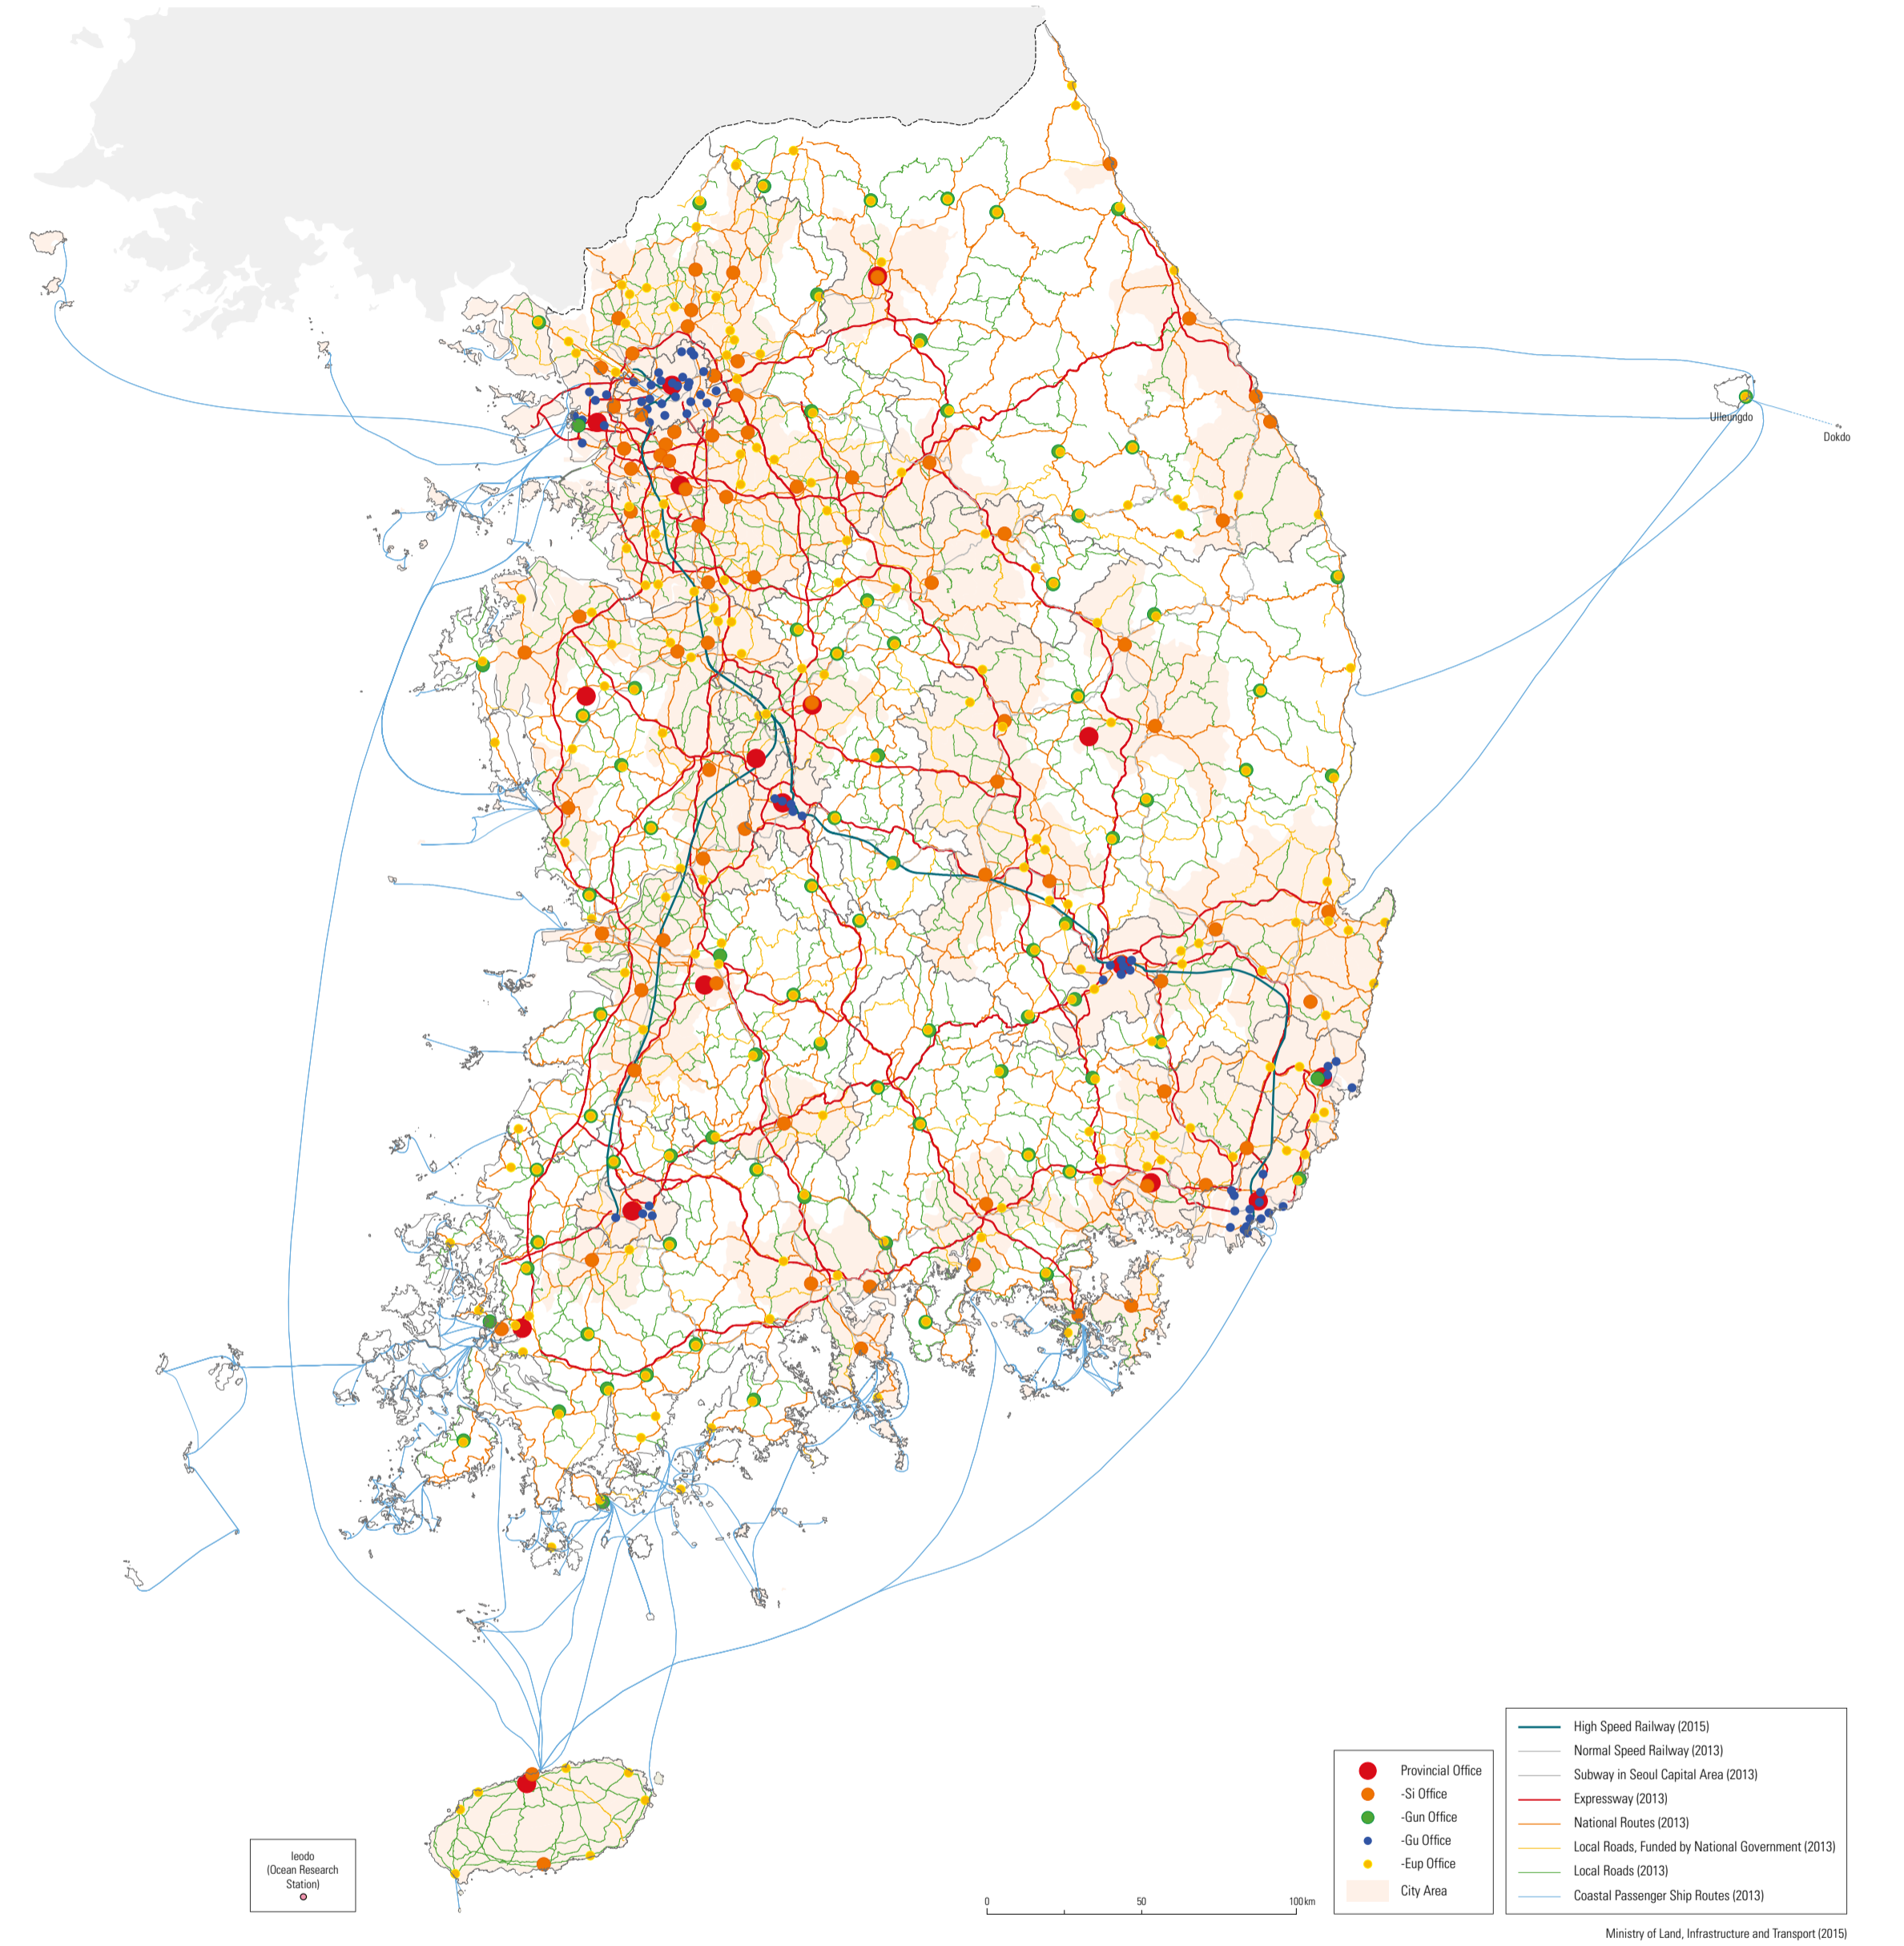 Ulleungdo
Dokdo
Ieodo
(Ocean Research
Station)
0
50
100 km
Provincial Office
-Si Office
-Gun Office
-Gu Office
-Eup Office
City Area
High Speed Railway (2015)
Normal Speed Railway (2013)
Subway in Seoul Capital Area (2013)
Expressway (2013)
National Routes (2013)
Local Roads, Funded by National Government (2013)
Local Roads (2013)
Coastal Passenger Ship Routes (2013)
Ministry of Land, Infrastructure and Transport (2015)